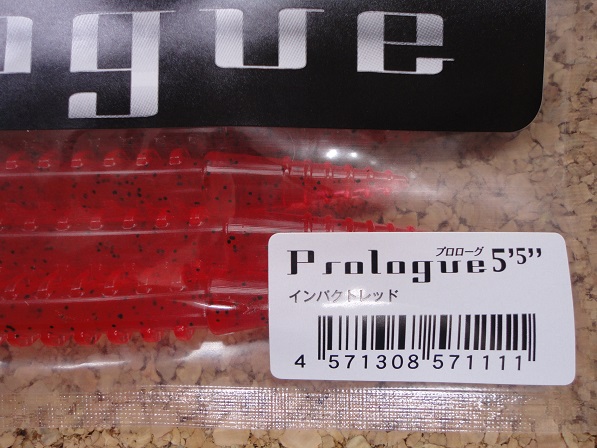 ogue
プロローグ
Prologue 5'5"
インパクトレッド
4 571308 571111